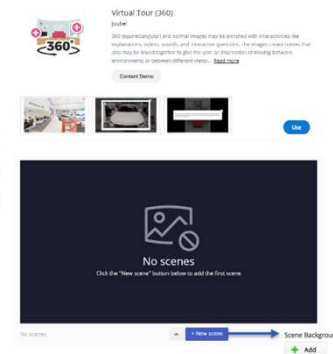 Virtual Tour (360)
Joubel
360 equirectangular and normal images may be enriched with interactivities like
explanations, videos, sounds, and interactive questions. The images create scenes that
also may be linked together to give the user an impression of moving between
environments or between different views... Read more
Content Demo
360°
Use
No scenes
Click the "New scene" button below to add the first scene
No scenes
+ New scene
Scene Backgrou
+ Add